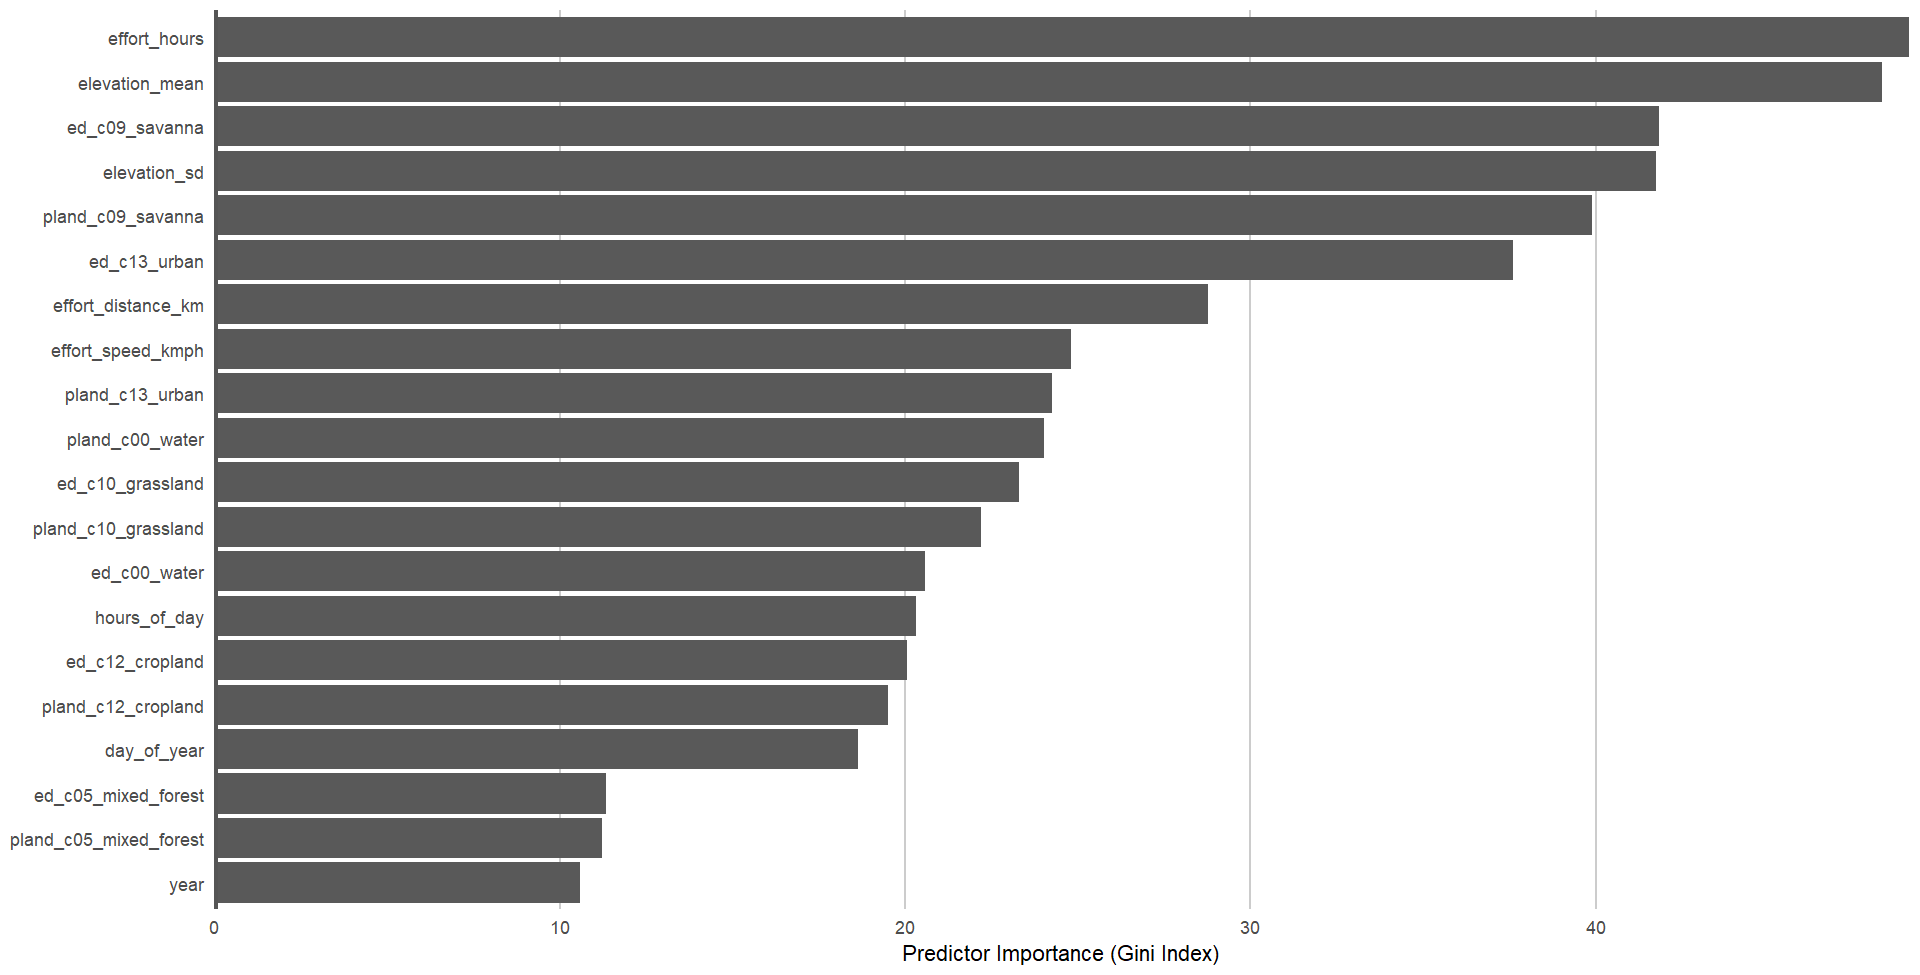 effort_hours
elevation_mean
ed_c09_savanna
elevation_sd
pland_c09_savanna
ed_c13_urban
effort_distance_km
effort_speed_kmph
pland_c13_urban
pland_c00_water
ed_c10_grassland
pland_c10_grassland
ed_c00_water
hours_of_day
ed_c12_cropland
pland_c12_cropland
day_of_year
ed_c05_mixed_forest
pland_c05_mixed_forest
year
0 10 20 30 40
Predictor Importance (Gini Index)